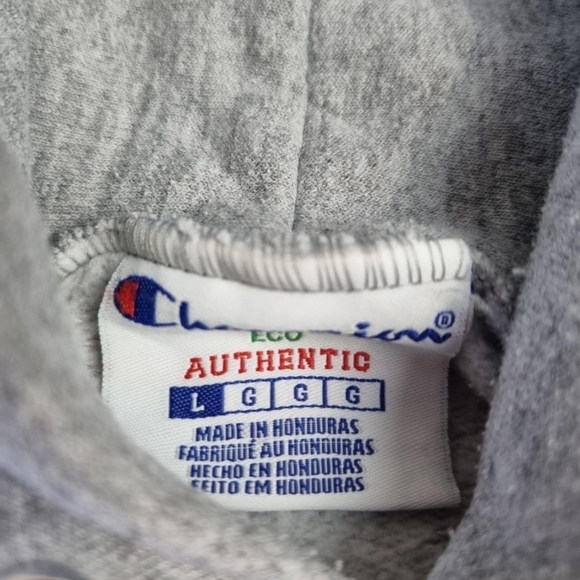 Champion®
ECO
AUTHENTIC
L G G G
MADE IN HONDURAS
FABRIQUÉ AU HONDURAS
HECHO EN HONDURAS
FEITO EM HONDURAS